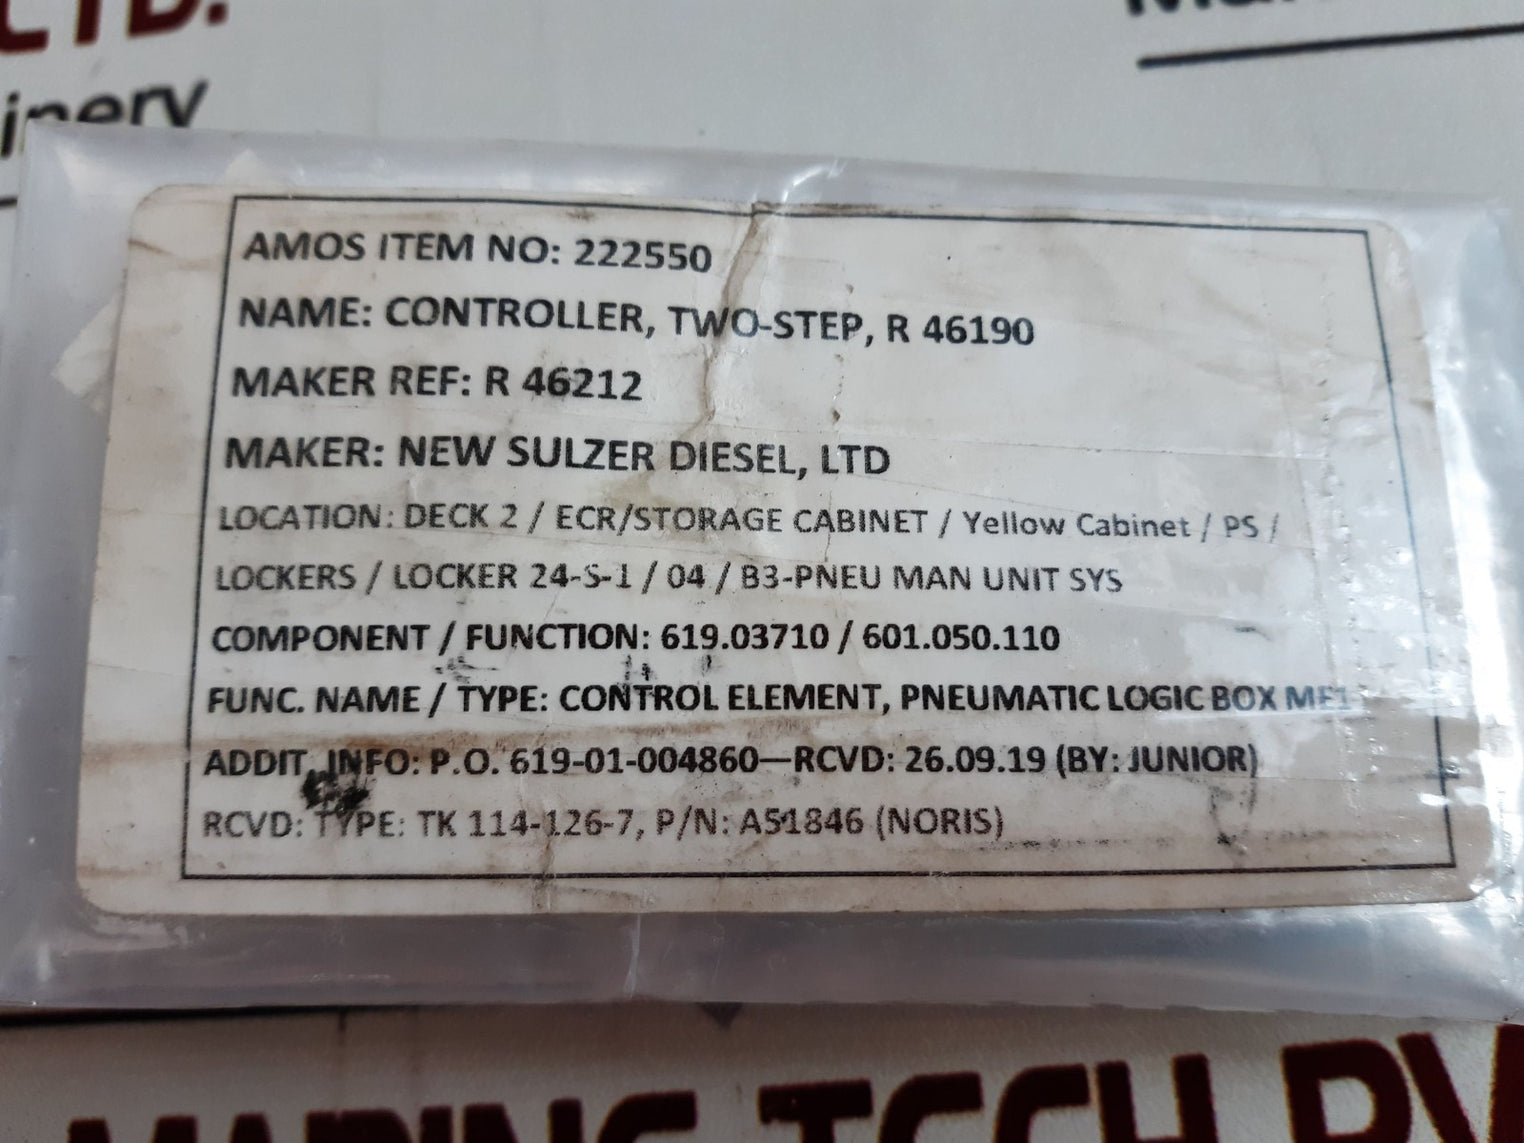 LTD.
AMOS ITEM NO: 222550
NAME: CONTROLLER, TWO-STEP, R 46190
MAKER REF: R 46212
MAKER: NEW SULZER DIESEL, LTD
LOCATION: DECK 2 / ECR/STORAGE CABINET / Yellow Cabinet / PS /
LOCKERS / LOCKER 24-S-1 / 04 / B3-PNEU MAN UNIT SYS
COMPONENT / FUNCTION: 619.03710 / 601.050.110
FUNC. NAME / TYPE: CONTROL ELEMENT, PNEUMATIC LOGIC BOX ME1
ADDIT. INFO: P.O. 619-01-004860—RCVD: 26.09.19 (BY: JUNIOR)
RCVD: TYPE: TK 114-126-7, P/N: A51846 (NORIS)